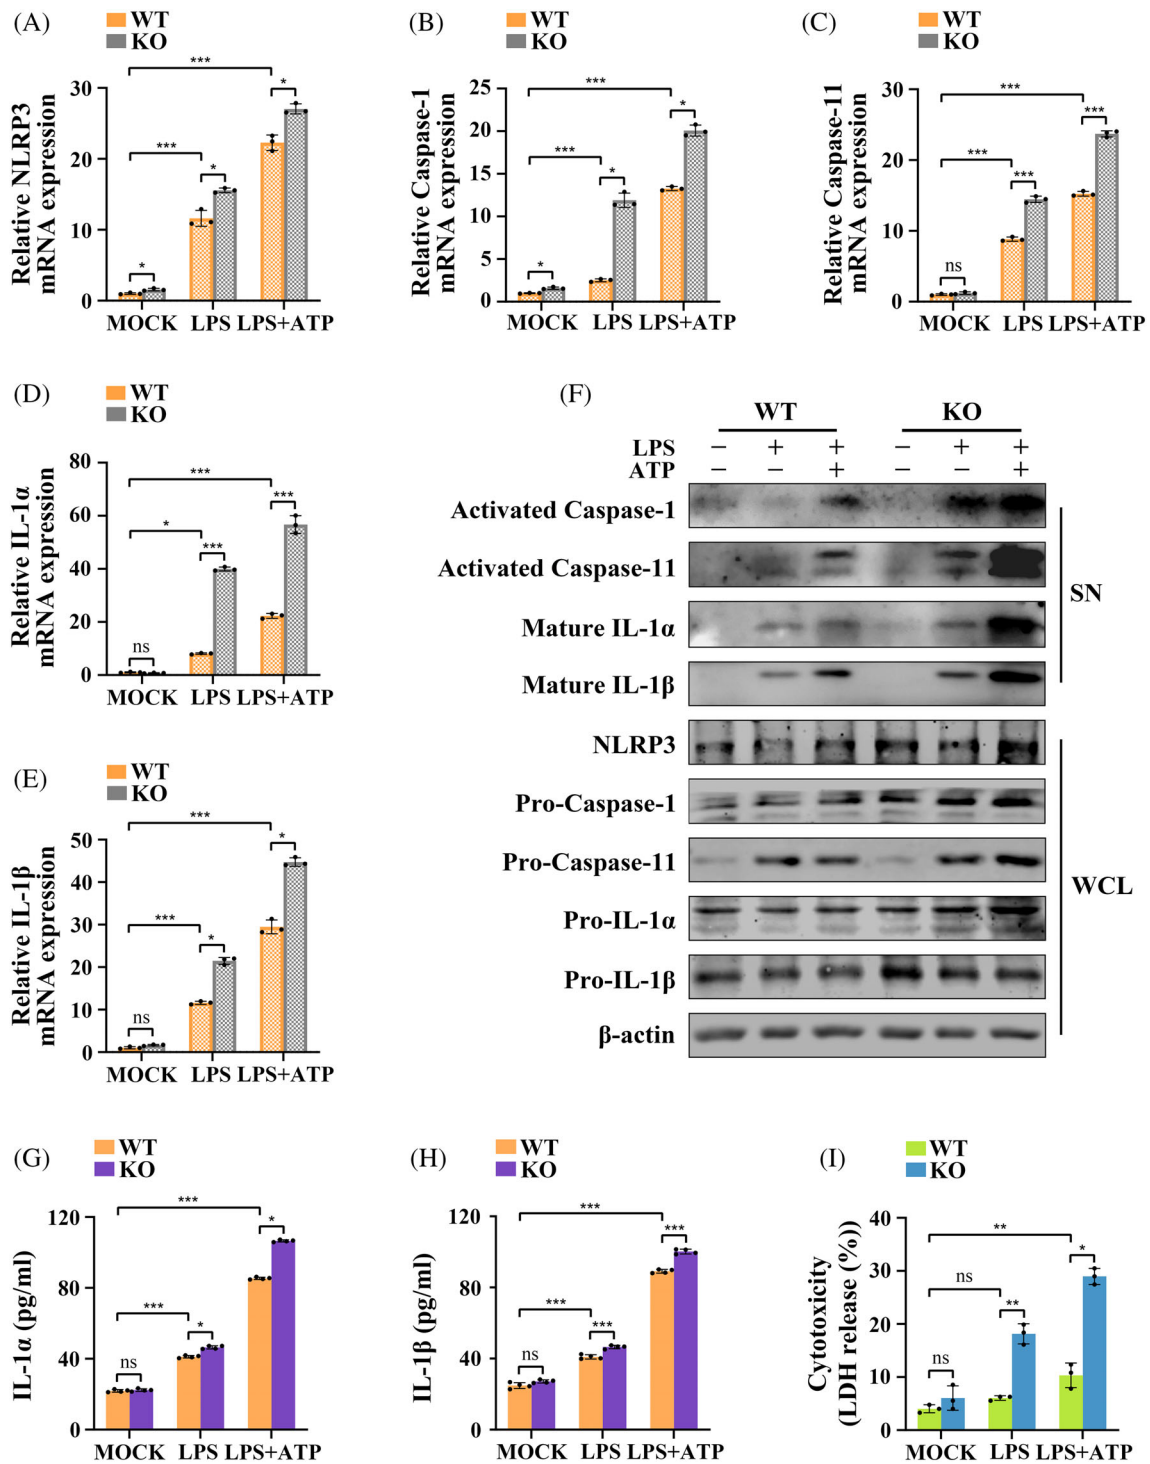 (A)
WT
KO
Relative NLRP3
mRNA expression
30
20
10
0
***
*
***
*
*
MOCK LPS LPS+ATP
(B)
WT
KO
Relative Caspase-1
mRNA expression
25
20
15
10
5
0
***
*
***
*
*
MOCK LPS LPS+ATP
(C)
WT
KO
Relative Caspase-11
mRNA expression
30
20
10
0
***
***
***
***
ns
MOCK LPS LPS+ATP
(D)
WT
KO
Relative IL-1α
mRNA expression
80
60
40
20
0
***
***
*
***
ns
MOCK LPS LPS+ATP
(E)
WT
KO
Relative IL-1β
mRNA expression
50
40
30
20
10
0
***
*
***
*
ns
MOCK LPS LPS+ATP
(F)
WT KO
LPS − + + − + +
ATP − − + − − +
Activated Caspase-1
Activated Caspase-11
Mature IL-1α
Mature IL-1β
SN
NLRP3
Pro-Caspase-1
Pro-Caspase-11
Pro-IL-1α
Pro-IL-1β
β-actin
WCL
(G)
WT
KO
IL-1α (pg/ml)
120
80
40
0
***
*
***
*
ns
MOCK LPS LPS+ATP
(H)
WT
KO
IL-1β (pg/ml)
120
80
40
0
***
***
***
***
ns
MOCK LPS LPS+ATP
(I)
WT
KO
Cytotoxicity
(LDH release (%))
40
30
20
10
0
**
*
ns
**
ns
MOCK LPS LPS+ATP